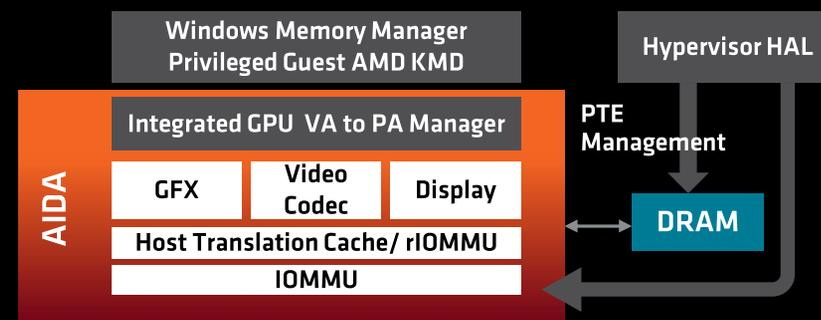 Windows Memory Manager
Privileged Guest AMD KMD
Hypervisor HAL
Integrated GPU VA to PA Manager
PTE
Management
AIDA
GFX
Video
Codec
Display
DRAM
Host Translation Cache/ rIOMMU
IOMMU